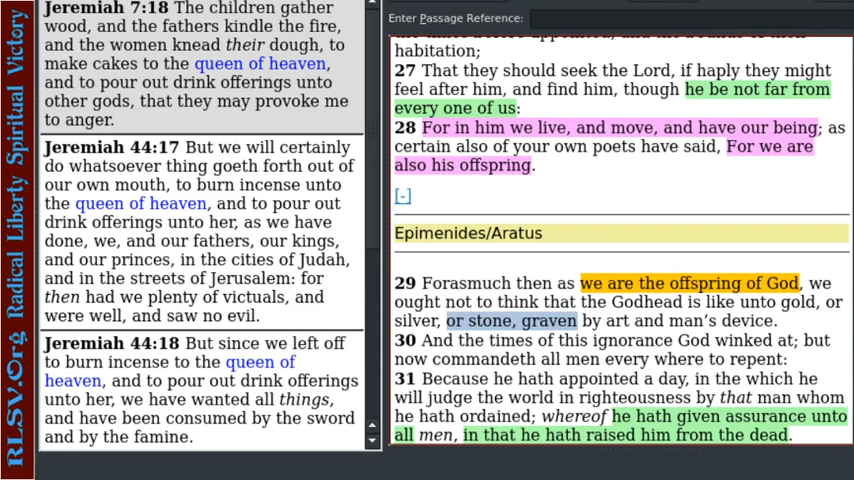 RLSV.Org Radical Liberty Spiritual Victory
Jeremiah 7:18 The children gather
wood, and the fathers kindle the fire,
and the women knead their dough, to
make cakes to the queen of heaven,
and to pour out drink offerings unto
other gods, that they may provoke me
to anger.
Jeremiah 44:17 But we will certainly
do whatsoever thing goeth forth out of
our own mouth, to burn incense unto
the queen of heaven, and to pour out
drink offerings unto her, as we have
done, we, and our fathers, our kings,
and our princes, in the cities of Judah,
and in the streets of Jerusalem: for
then had we plenty of victuals, and
were well, and saw no evil.
Jeremiah 44:18 But since we left off
to burn incense to the queen of
heaven, and to pour out drink offerings
unto her, we have wanted all things,
and have been consumed by the sword
and by the famine.
Enter Passage Reference:
habitation;
27 That they should seek the Lord, if haply they might
feel after him, and find him, though he be not far from
every one of us:
28 For in him we live, and move, and have our being; as
certain also of your own poets have said, For we are
also his offspring.
[-]
Epimenides/Aratus
29 Forasmuch then as we are the offspring of God, we
ought not to think that the Godhead is like unto gold, or
silver, or stone, graven by art and man's device.
30 And the times of this ignorance God winked at; but
now commandeth all men every where to repent:
31 Because he hath appointed a day, in the which he
will judge the world in righteousness by that man whom
he hath ordained; whereof he hath given assurance unto
all men, in that he hath raised him from the dead.